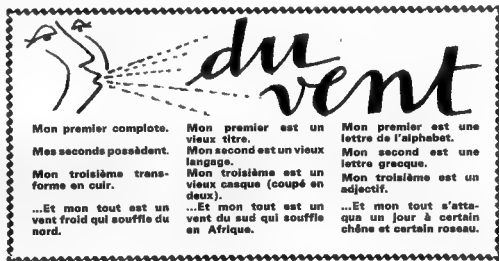 du
vent
Mon premier complote.
Mes seconds possèdent.
Mon troisième trans-
forme en cuir.
...Et mon tout est un
vent froid qui souffle du
nord.
Mon premier est un
vieux titre.
Mon second est un vieux
langage.
Mon troisième est un
vieux casque (coupé en
deux).
...Et mon tout est un
vent du sud qui souffle
en Afrique.
Mon premier est une
lettre de l'alphabet.
Mon second est une
lettre grecque.
Mon troisième est un
adjectif.
...Et mon tout s'atta-
qua un jour à certain
chêne et certain roseau.